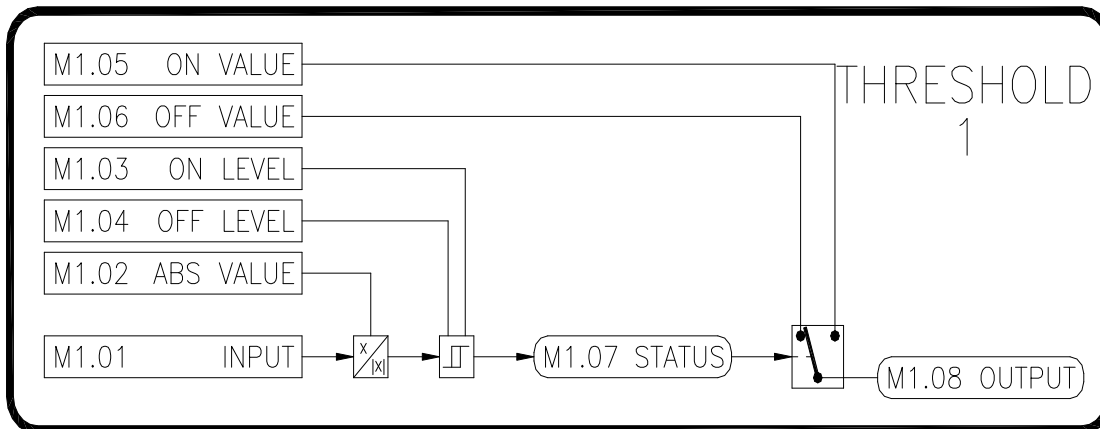 M1.05 ON VALUE
THRESHOLD
1
M1.06 OFF VALUE
M1.03 ON LEVEL
M1.04 OFF LEVEL
M1.02 ABS VALUE
M1.01 INPUT
x
|x|
M1.07 STATUS
M1.08 OUTPUT